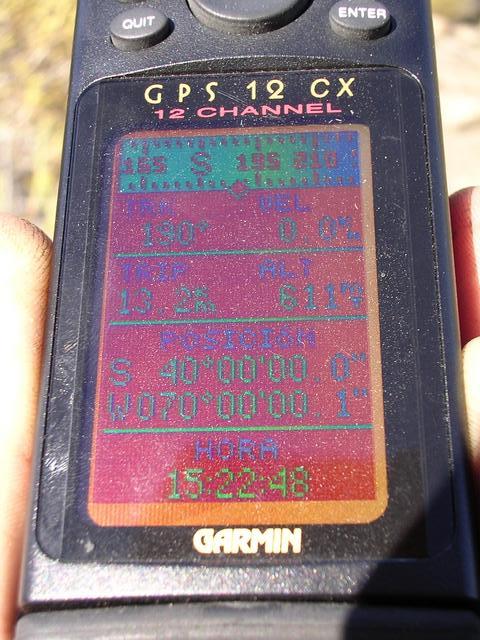 QUIT
ENTER
GPS 12 CX
12 CHANNEL
165 S 195 210
TRK VEL
190° 0.0
TRIP ALT
13.2 611
POSICION
S 40°00'00.0"
W070°00'00.1"
HORA
15:22:48
GARMIN